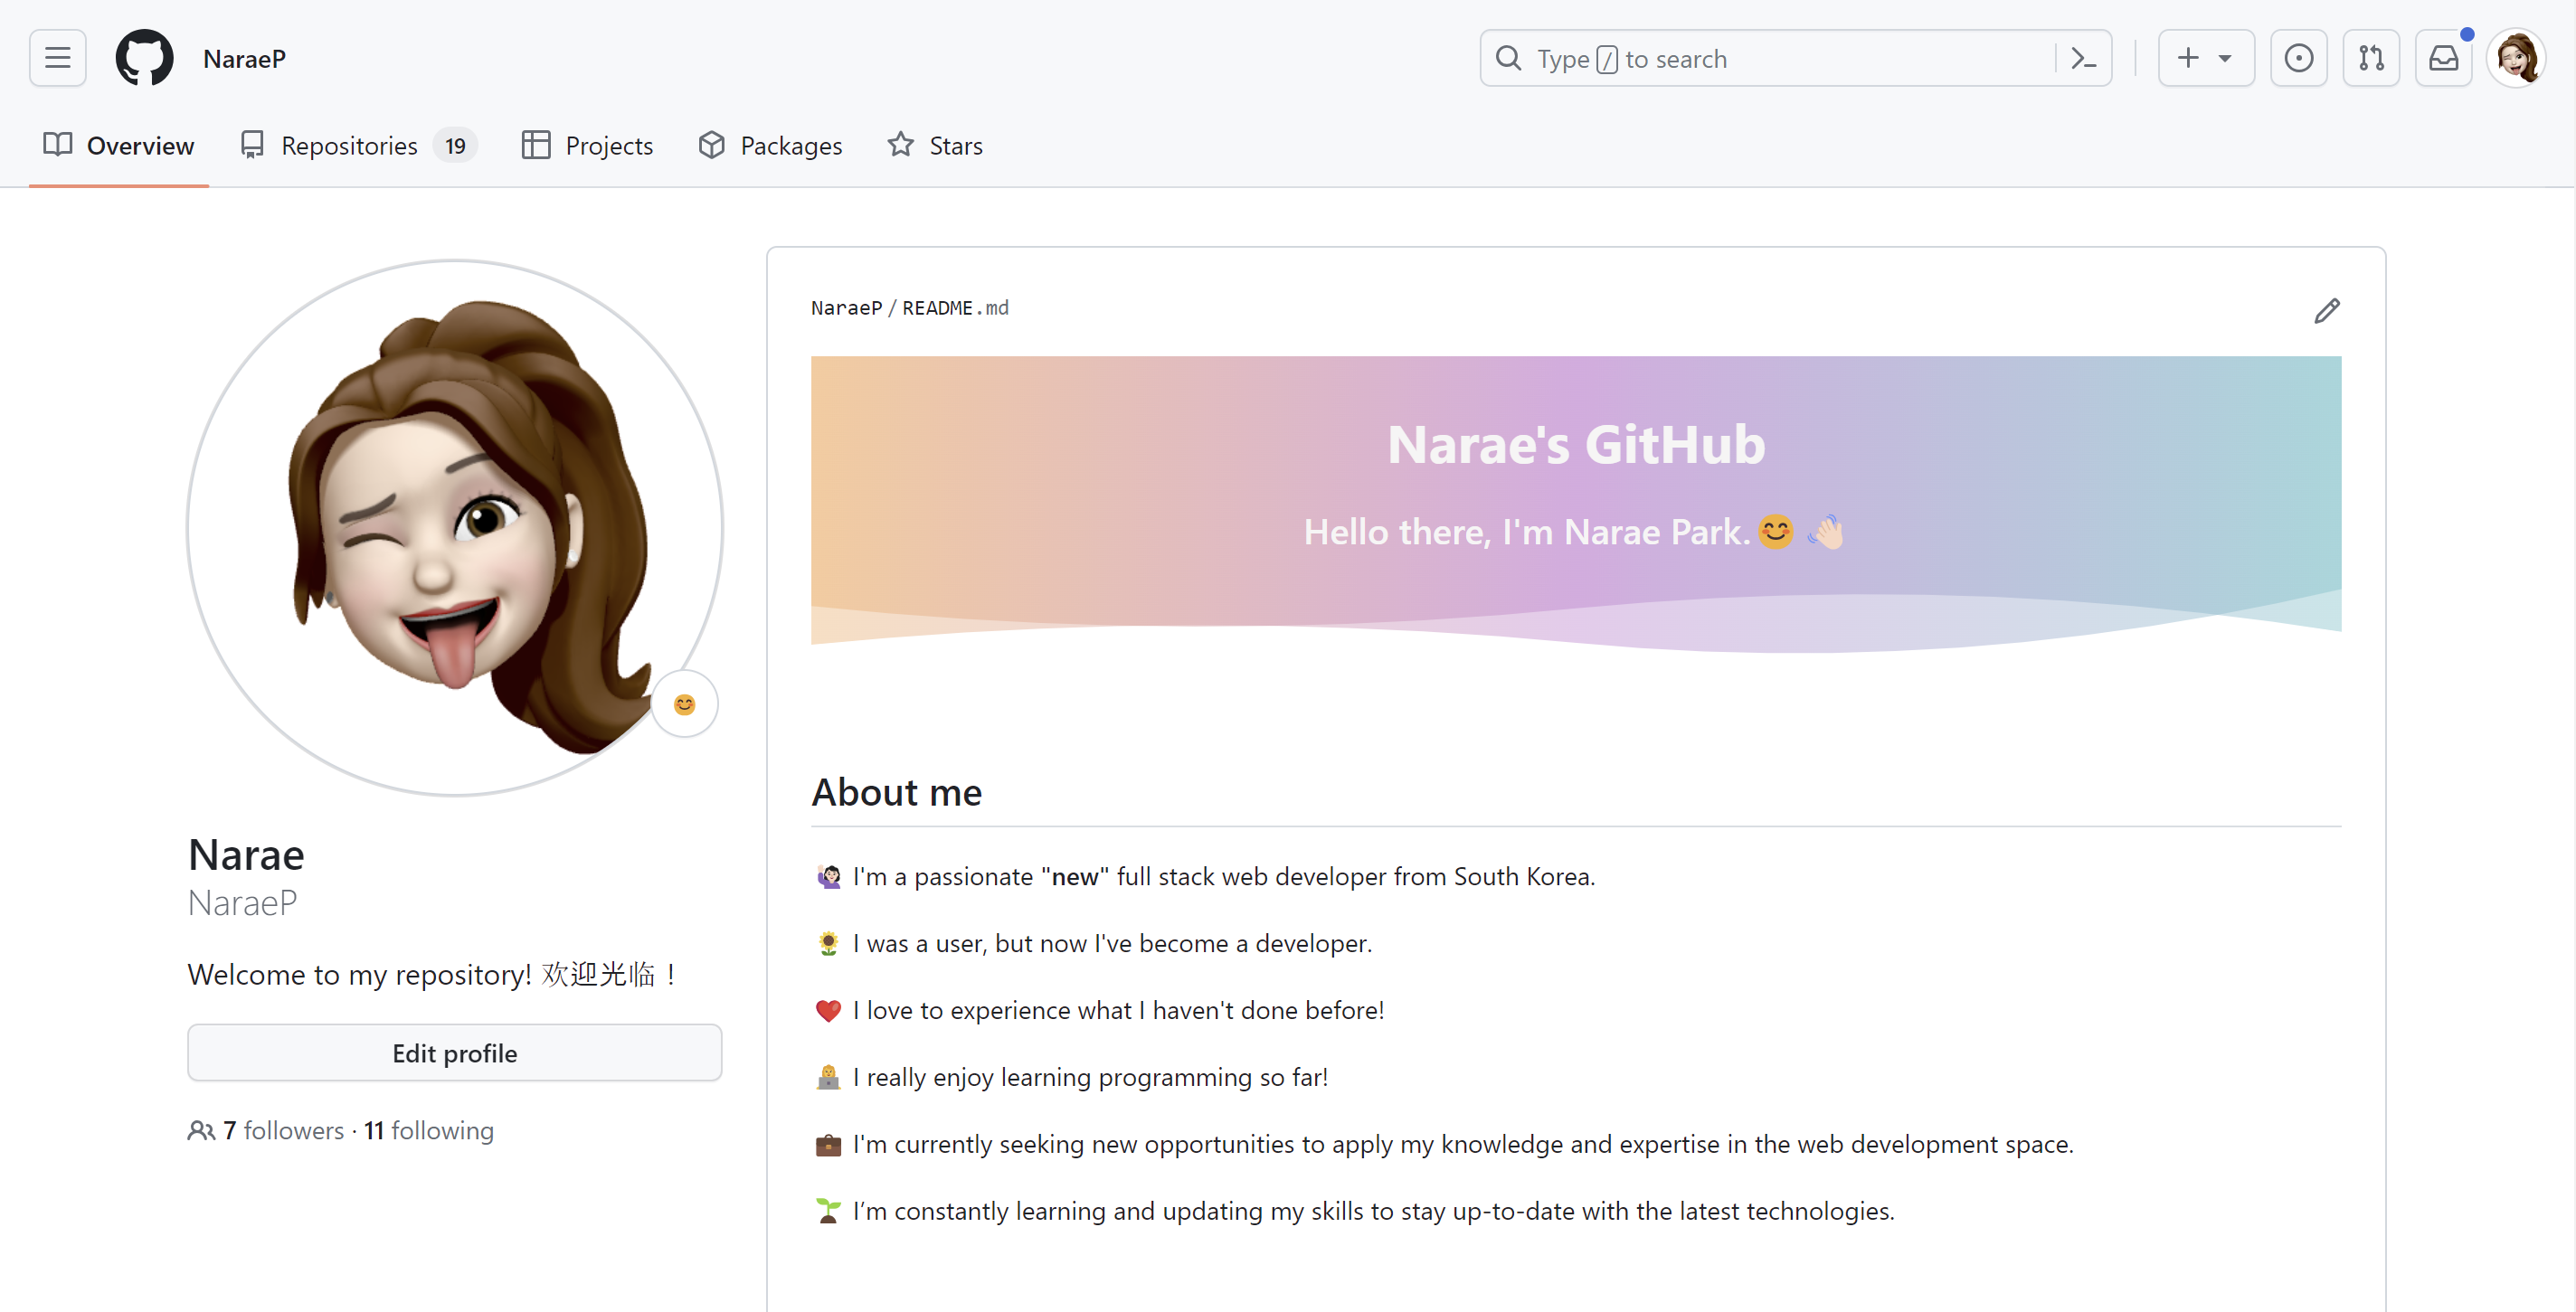 NaraeP
Type / to search
Overview
Repositories 19
Projects
Packages
Stars
Narae
NaraeP
Welcome to my repository! 欢迎光临！
Edit profile
7 followers · 11 following
NaraeP / README.md
Narae's GitHub
Hello there, I'm Narae Park.😊 👋🏻
About me
🙋🏻‍♀️ I'm a passionate "new" full stack web developer from South Korea.
🌻 I was a user, but now I've become a developer.
❤️ I love to experience what I haven't done before!
👩‍💻 I really enjoy learning programming so far!
💼 I'm currently seeking new opportunities to apply my knowledge and expertise in the web development space.
🌱 I’m constantly learning and updating my skills to stay up-to-date with the latest technologies.